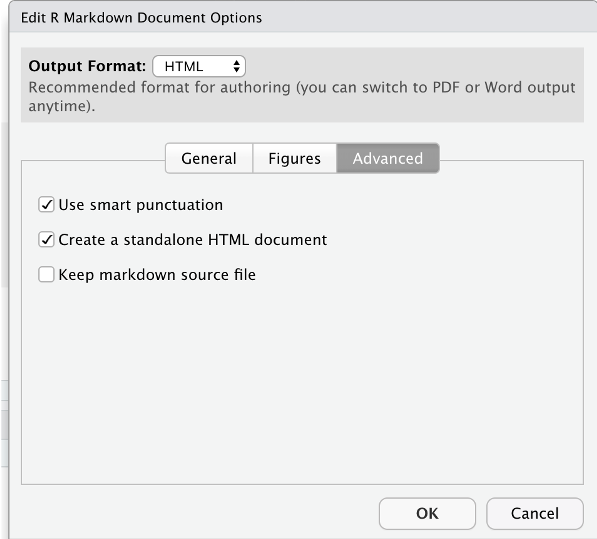 Edit R Markdown Document Options
Output Format: HTML
Recommended format for authoring (you can switch to PDF or Word output
anytime).
General Figures Advanced
Use smart punctuation
Create a standalone HTML document
Keep markdown source file
OK Cancel